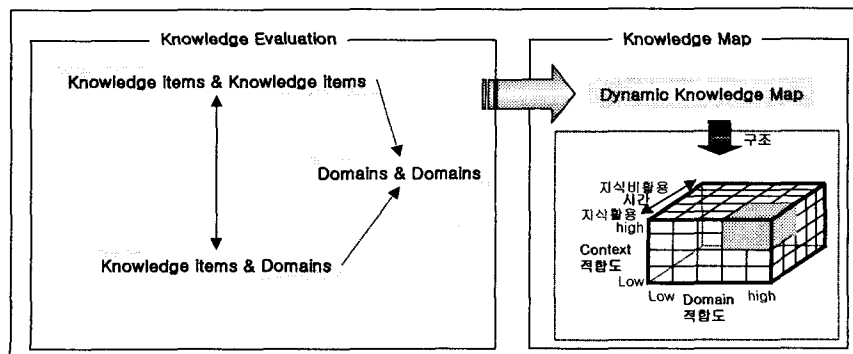 Knowledge Evaluation
Knowledge items & Knowledge items
Domains & Domains
Knowledge items & Domains
Knowledge Map
Dynamic Knowledge Map
구조
지식비활용
시간
지식활용
high
Context
적합도
Low
Low Domain high
적합도